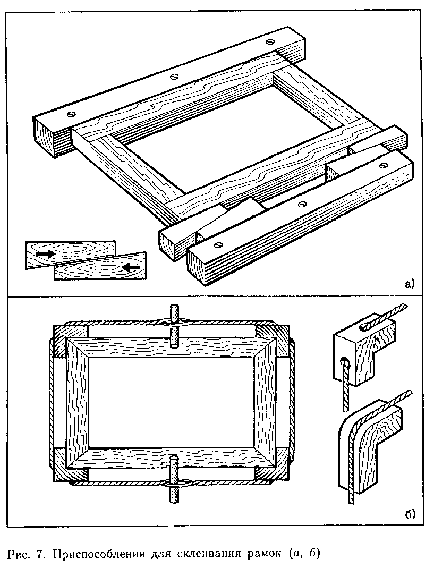 а)
б)
Рис. 7. Приспособления для склеивания рамок (а, б)